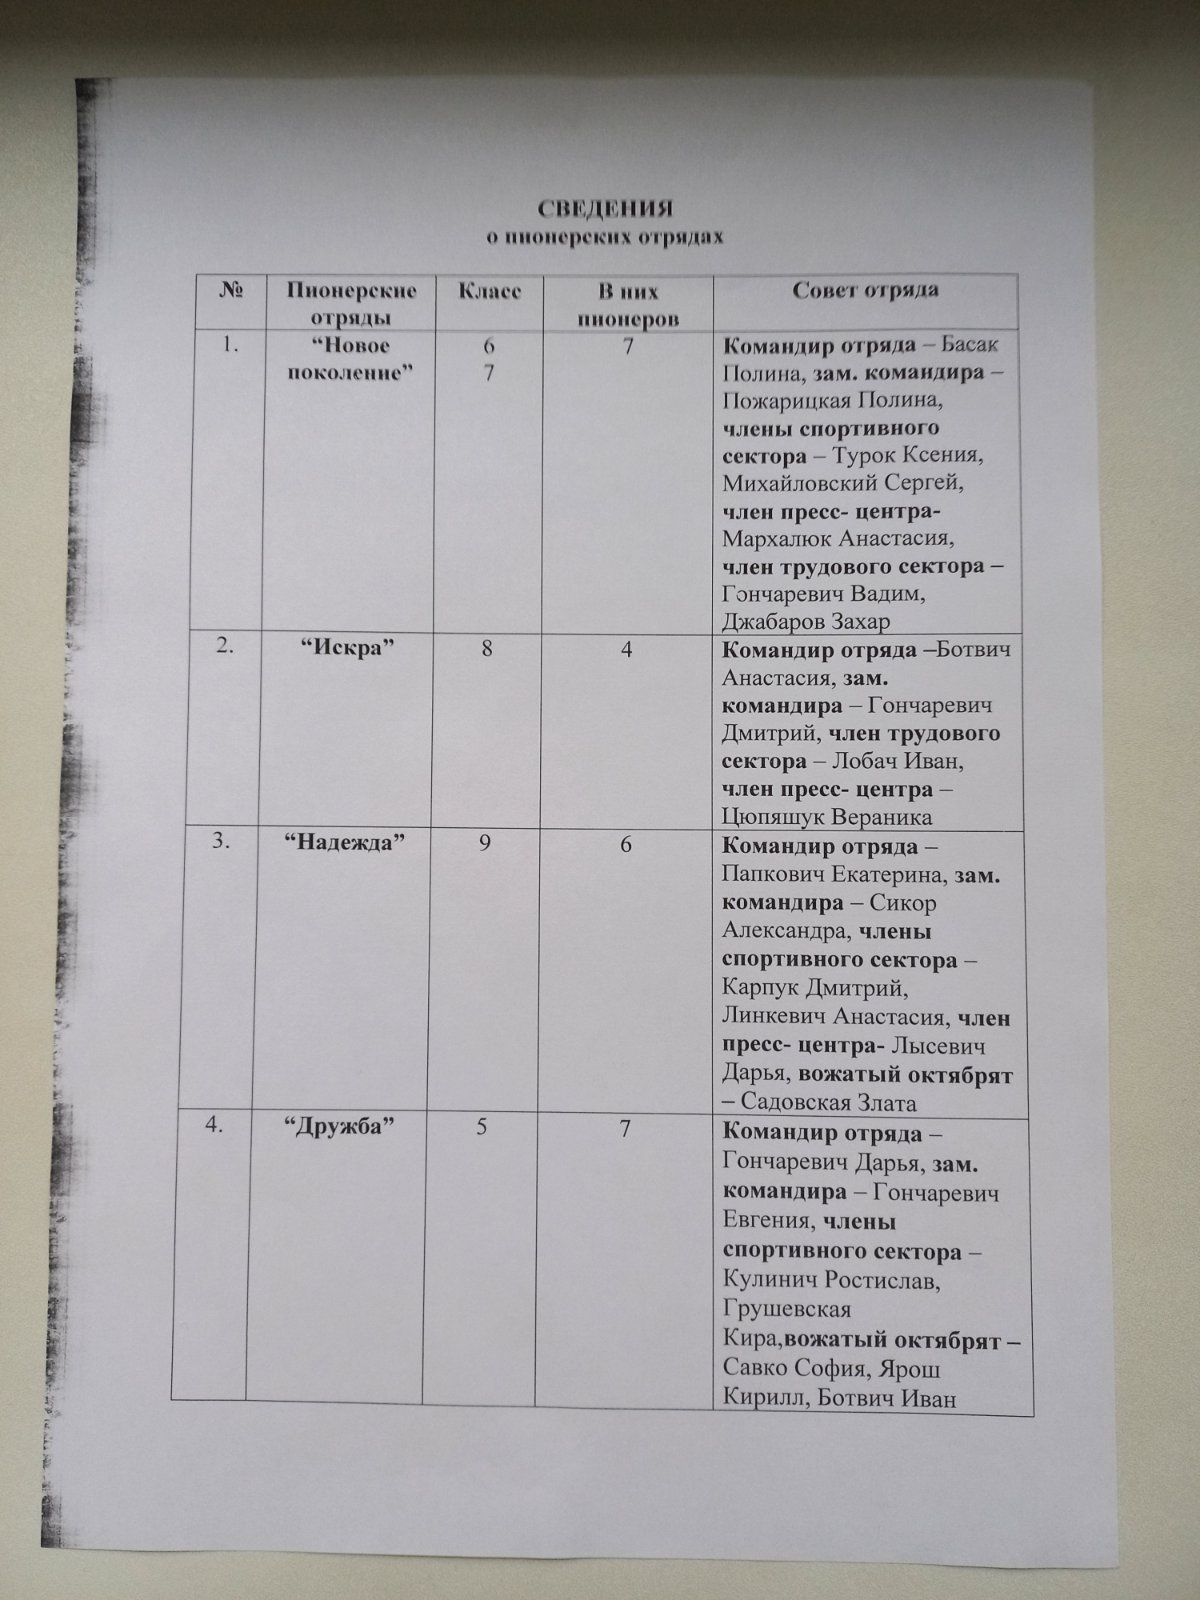 СВЕДЕНИЯ
о пионерских отрядах
№ Пионерские отряды Класс В них пионеров Совет отряда
1. “Новое поколение” 6 7 7 Командир отряда – Басак
Полина, зам. командира –
Пожарицкая Полина,
члены спортивного
сектора – Турок Ксения,
Михайловский Сергей,
член пресс- центра-
Мархалюк Анастасия,
член трудового сектора –
Гончаревич Вадим,
Джабаров Захар
2. “Искра” 8 4 Командир отряда –Ботвич
Анастасия, зам.
командира – Гончаревич
Дмитрий, член трудового
сектора – Лобач Иван,
член пресс- центра –
Цюпяшук Вераника
3. “Надежда” 9 6 Командир отряда –
Папкович Екатерина, зам.
командира – Сикор
Александра, члены
спортивного сектора –
Карпук Дмитрий,
Линкевич Анастасия, член
пресс- центра- Лысевич
Дарья, вожатый октябрят
– Садовская Злата
4. “Дружба” 5 7 Командир отряда –
Гончаревич Дарья, зам.
командира – Гончаревич
Евгения, члены
спортивного сектора –
Кулинич Ростислав,
Грушевская
Кира,вожатый октябрят –
Савко София, Ярош
Кирилл, Ботвич Иван